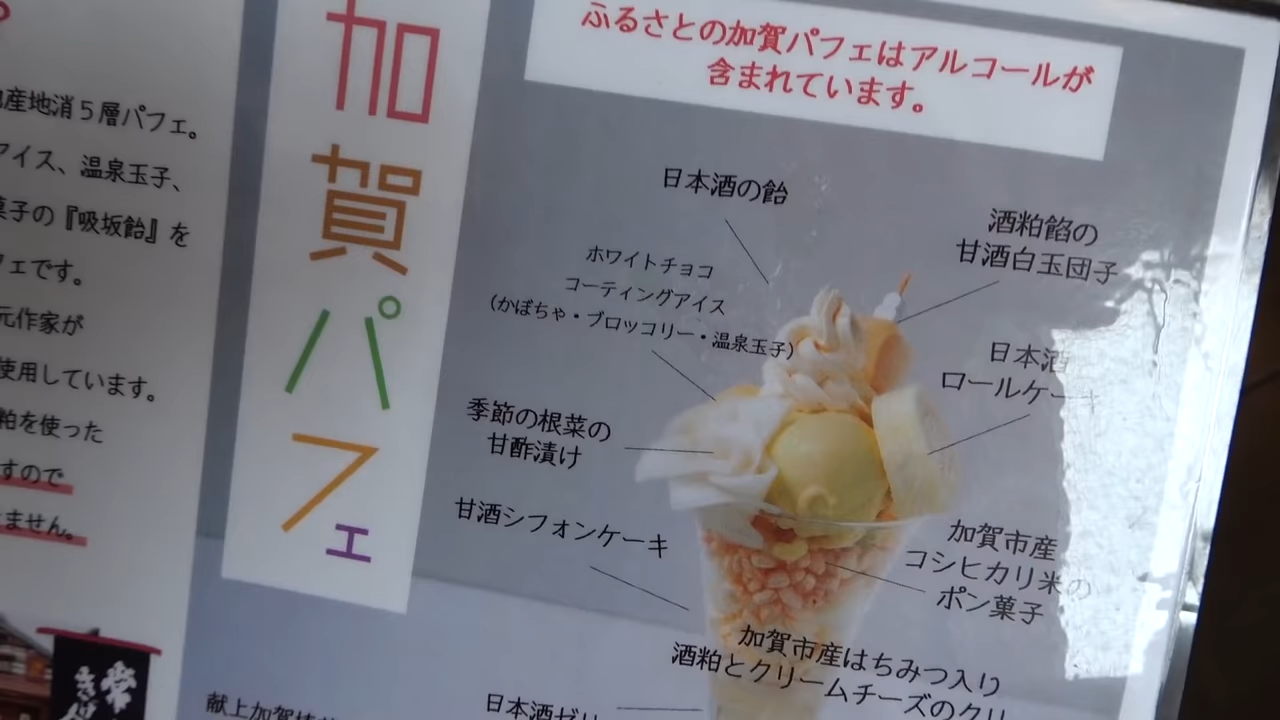 産地消5層パフェ。
アイス、温泉玉子、
菓子の『吸坂飴』を
フェです。
元作家が
使用しています。
粕を使った
すので
ません。
加賀パフェ
ふるさとの加賀パフェはアルコールが
含まれています。
日本酒の飴
酒粕餡の
甘酒白玉団子
ホワイトチョコ
コーティングアイス
(かぼちゃ・ブロッコリー・温泉玉子)
日本酒
ロールケーキ
季節の根菜の
甘酢漬け
甘酒シフォンケーキ
加賀市産
コシヒカリ米の
ポン菓子
加賀市産はちみつ入り
酒粕とクリームチーズのクリ
日本酒ゼリ
献上加賀棒